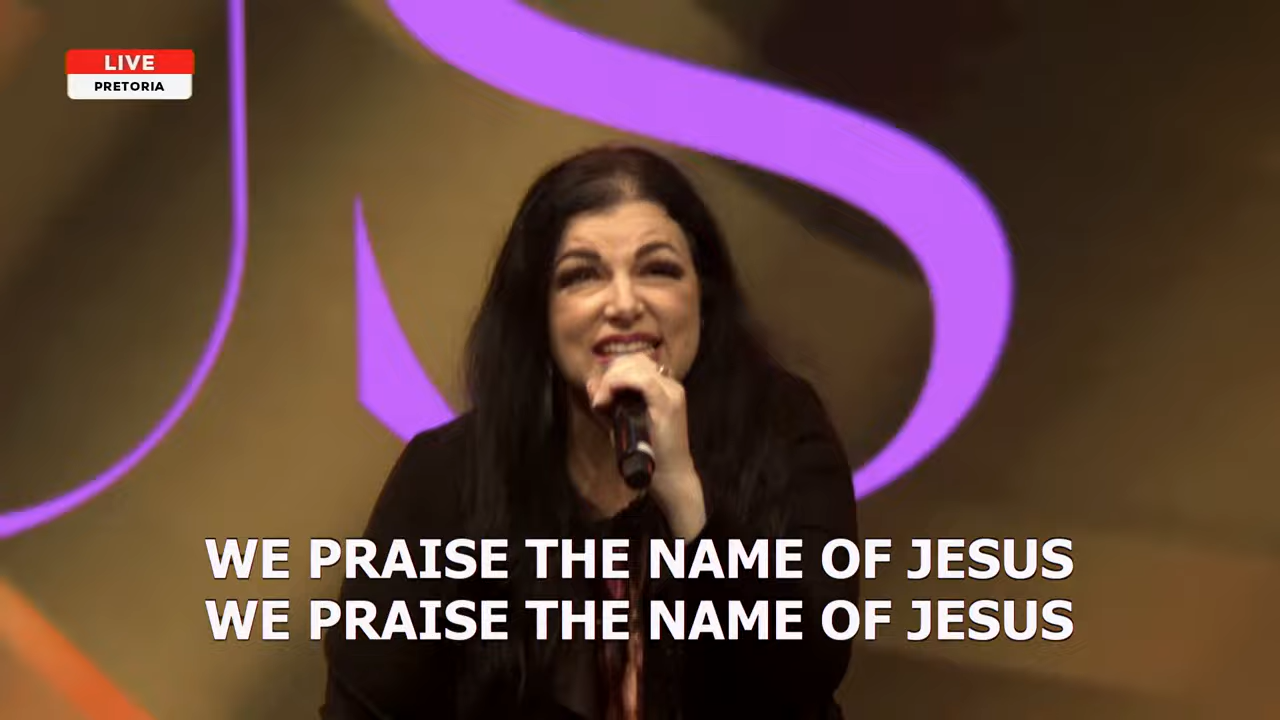 LIVE
PRETORIA
WE PRAISE THE NAME OF JESUS
WE PRAISE THE NAME OF JESUS